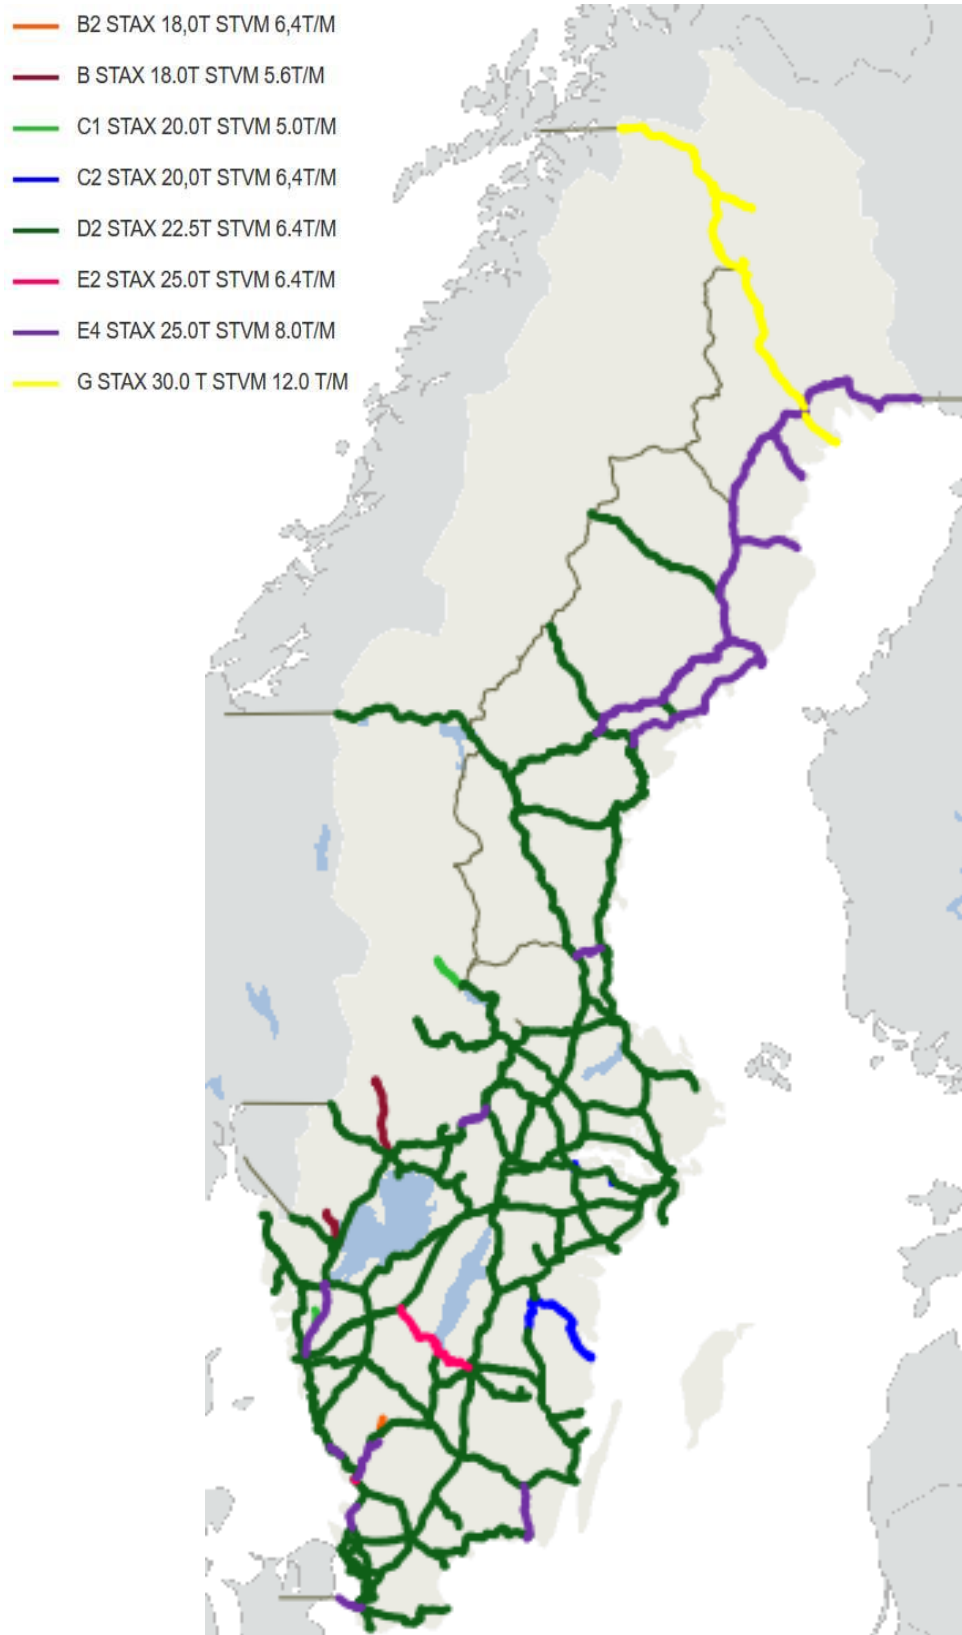 B2 STAX 18,0T STVM 6,4T/M
B STAX 18.0T STVM 5.6T/M
C1 STAX 20.0T STVM 5.0T/M
C2 STAX 20,0T STVM 6,4T/M
D2 STAX 22.5T STVM 6.4T/M
E2 STAX 25.0T STVM 6.4T/M
E4 STAX 25.0T STVM 8.0T/M
G STAX 30.0 T STVM 12.0 T/M